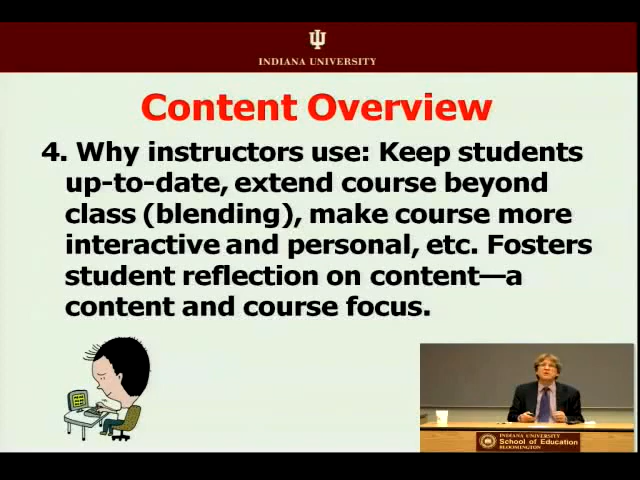 INDIANA UNIVERSITY
Content Overview
4. Why instructors use: Keep students
up-to-date, extend course beyond
class (blending), make course more
interactive and personal, etc. Fosters
student reflection on content—a
content and course focus.
INDIANA UNIVERSITY
School of Education
BLOOMINGTON